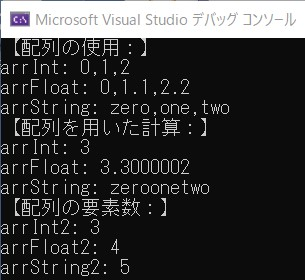 Microsoft Visual Studio デバッグ コンソール
【配列の使用：】
arrInt: 0,1,2
arrFloat: 0,1.1,2.2
arrString: zero,one,two
【配列を用いた計算：】
arrInt: 3
arrFloat: 3.3000002
arrString: zeroonetwo
【配列の要素数：】
arrInt2: 3
arrFloat2: 4
arrString2: 5